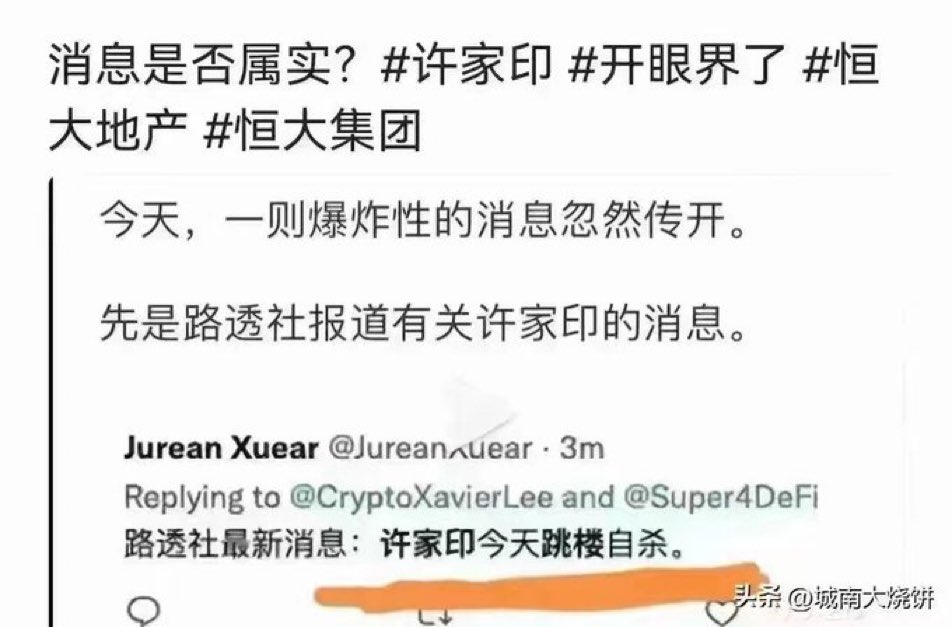 消息是否属实？#许家印 #开眼界了 #恒
大地产 #恒大集团
今天，一则爆炸性的消息忽然传开。
先是路透社报道有关许家印的消息。
Jurean Xuear @JureanXuear · 3m
Replying to @CryptoXavierLee and @Super4DeFi
路透社最新消息：许家印今天跳楼自杀。
头条 @城南大烧饼